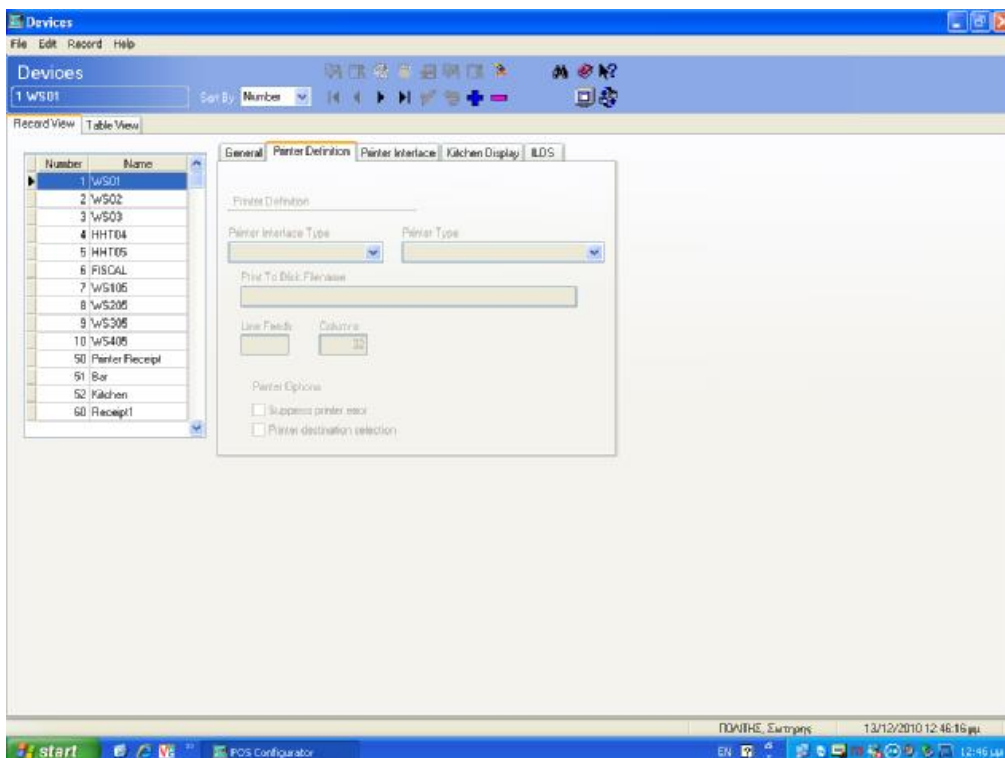 Devices
File Edit Record Help
Devices
1 WS01 Sort By Number
Record View Table View
General Printer Definition Printer Interface Kitchen Display ILDS
Number Name
1 WS01
2 WS02
3 WS03
4 HHT04
5 HHT05
6 FISCAL
7 WS105
8 WS205
9 WS305
10 WS405
50 Printer Receipt
51 Bar
52 Kitchen
60 Receipt1
Printer Definition
Printer Interface Type Printer Type
Print To Disk Filename
Line Feeds Columns
32
Printer Options
Suppress printer error
Printer destination selection
ΠΟΛΙΤΗΣ, Σωτηρης 13/12/2010 12:46:16 μμ
start POS Configurator EN 12:46 μμ